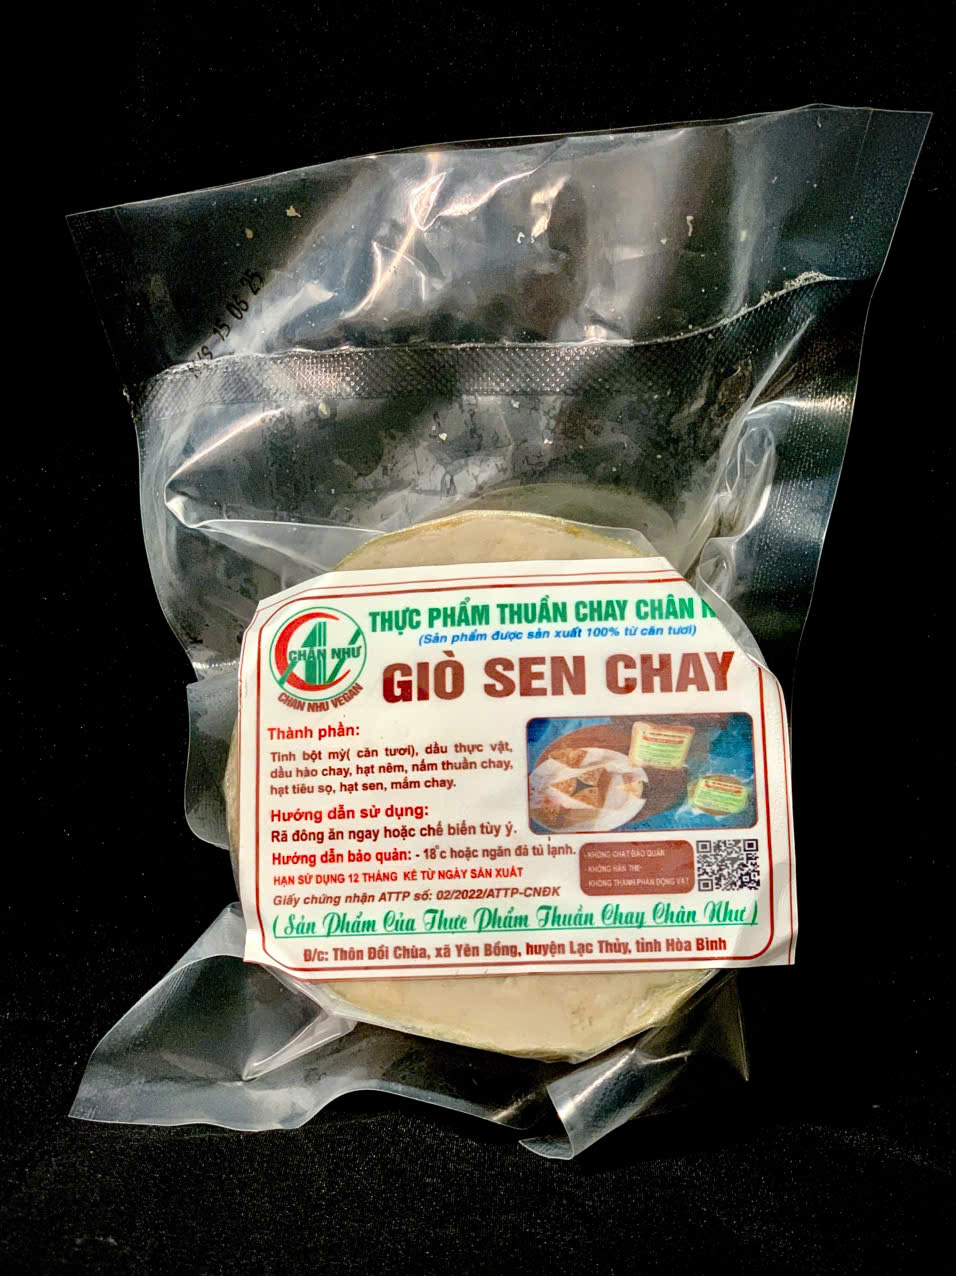 15 06 25
THỰC PHẨM THUẦN CHAY CHÂN
(Sản phẩm được sản xuất 100% từ căn tươi)
CHÂN NHƯ
CHAN NHU VEGAN
GIÒ SEN CHAY
Thành phần:
Tinh bột mỳ( căn tươi), dầu thực vật,
dầu hào chay, hạt nêm, nấm thuần chay,
hạt tiêu sọ, hạt sen, mắm chay.
Hướng dẫn sử dụng:
Rã đông ăn ngay hoặc chế biến tùy ý.
Hướng dẫn bảo quản: - 18°c hoặc ngăn đá tủ lạnh.
HẠN SỬ DỤNG 12 THÁNG KỂ TỪ NGÀY SẢN XUẤT
Giấy chứng nhận ATTP số: 02/2022/ATTP-CNĐK
- KHÔNG CHẤT BẢO QUẢN
- KHÔNG HÀN THE
- KHÔNG THÀNH PHẦN ĐỘNG VẬT
( Sản Phẩm Của Thực Phẩm Thuần Chay Chân Như )
Đ/c: Thôn Đồi Chùa, xã Yên Bồng, huyện Lạc Thủy, tỉnh Hòa Bình